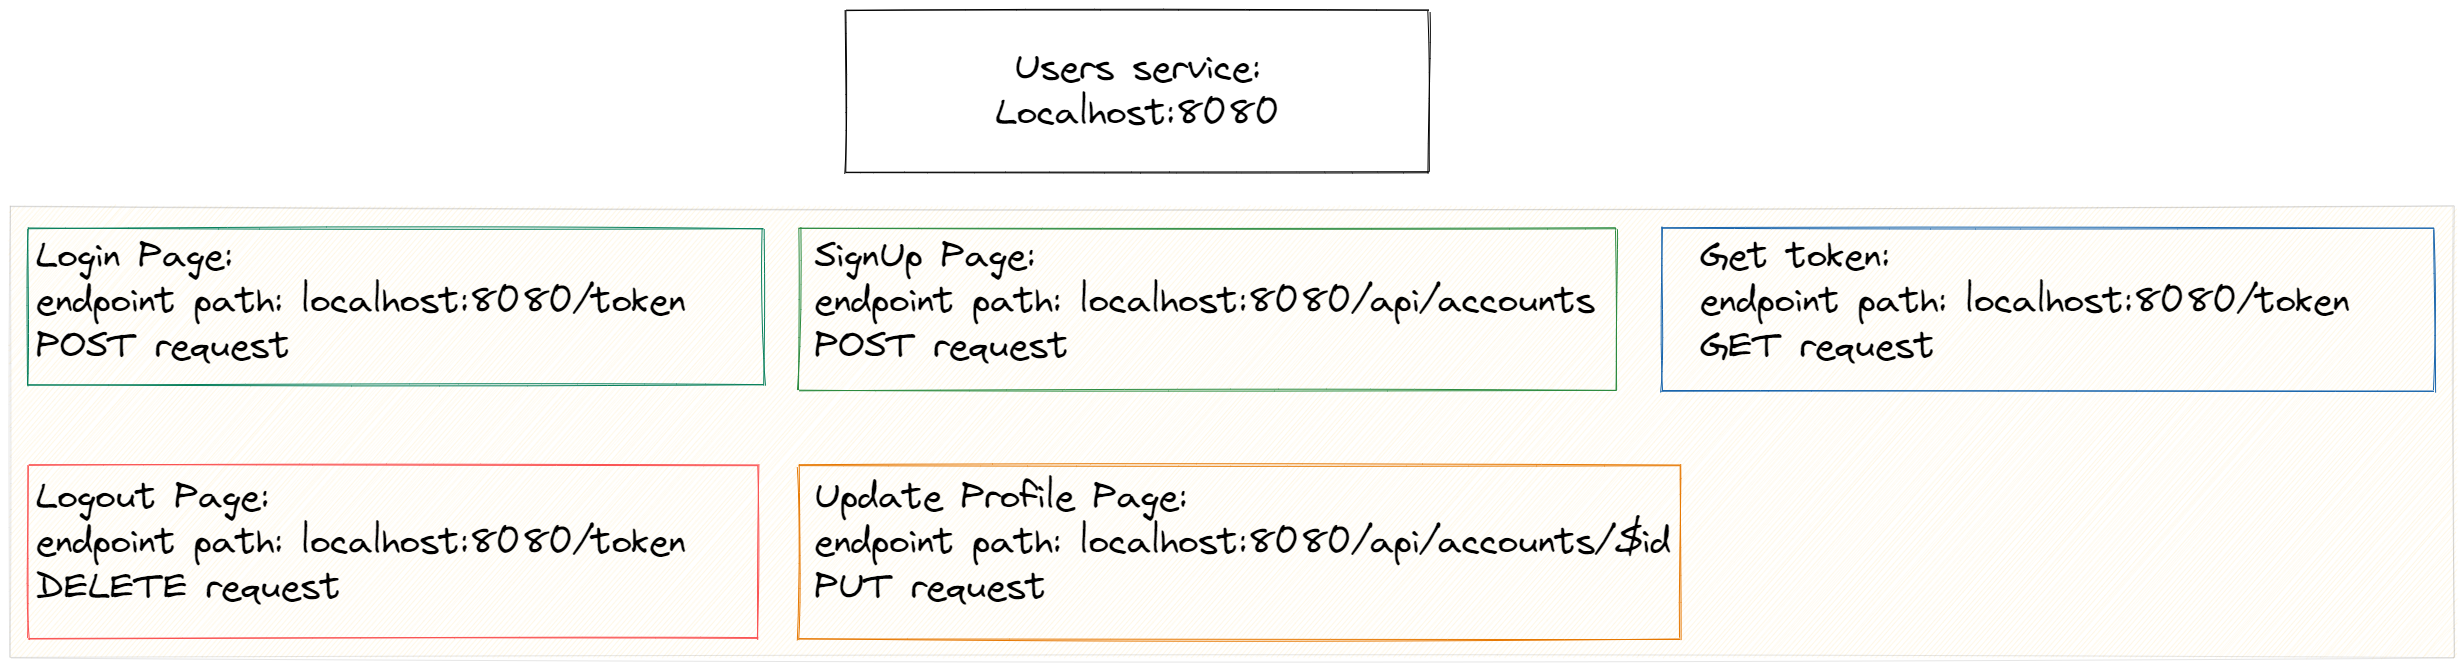 Users service:
Localhost:8080
Login Page:
endpoint path: localhost:8080/token
POST request
SignUp Page:
endpoint path: localhost:8080/api/accounts
POST request
Get token:
endpoint path: localhost:8080/token
GET request
Logout Page:
endpoint path: localhost:8080/token
DELETE request
Update Profile Page:
endpoint path: localhost:8080/api/accounts/$id
PUT request